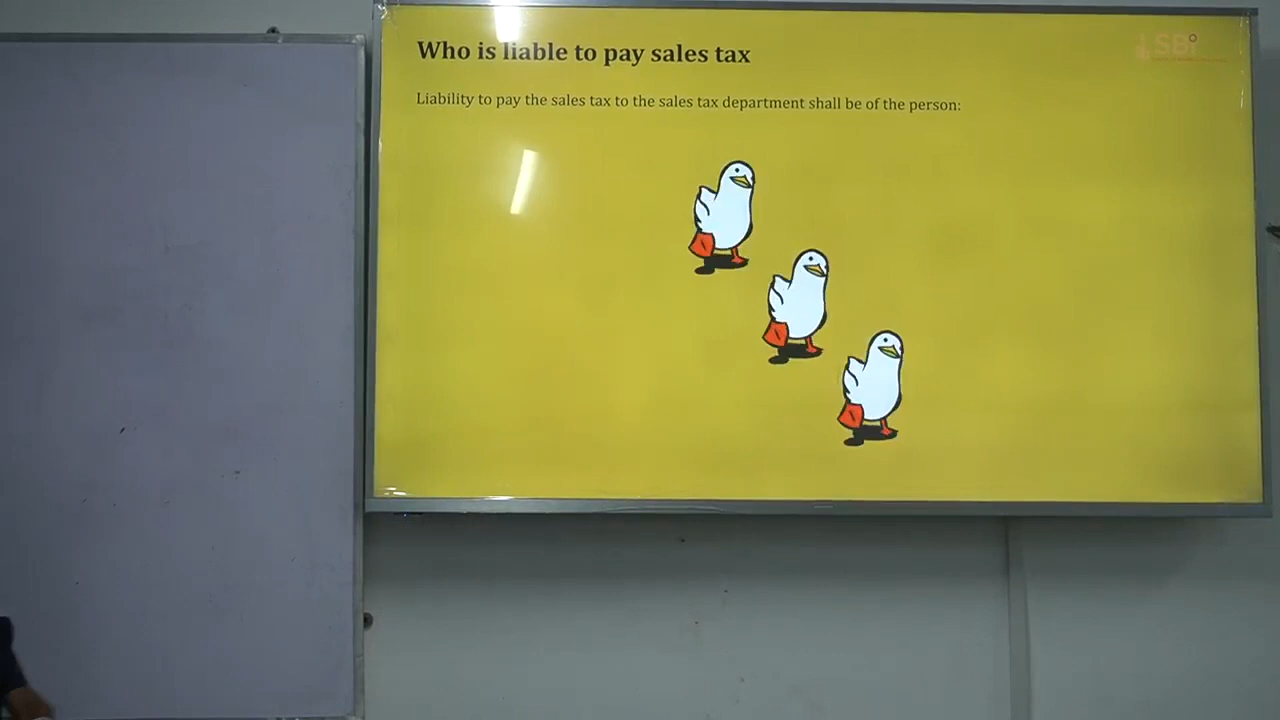 Who is liable to pay sales tax
SBi
Liability to pay the sales tax to the sales tax department shall be of the person: